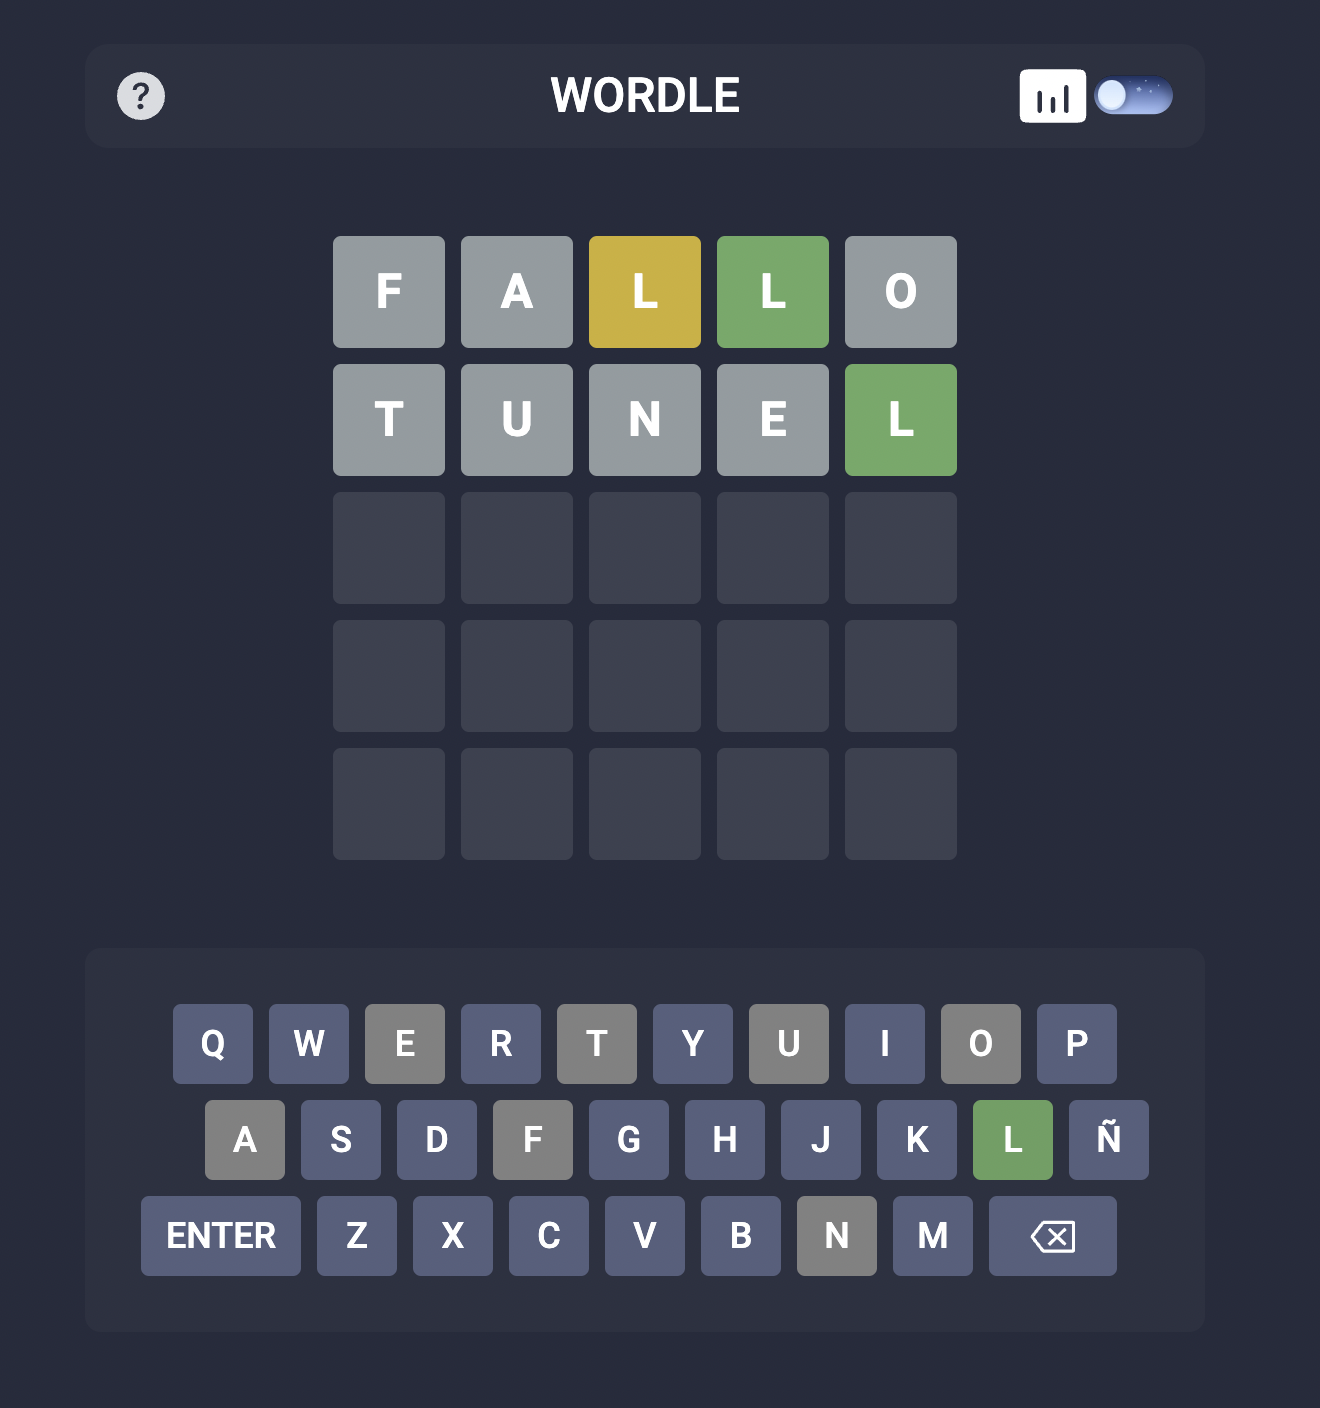 ? WORDLE
F A L L O
T U N E L
Q W E R T Y U I O P
A S D F G H J K L Ñ
ENTER Z X C V B N M